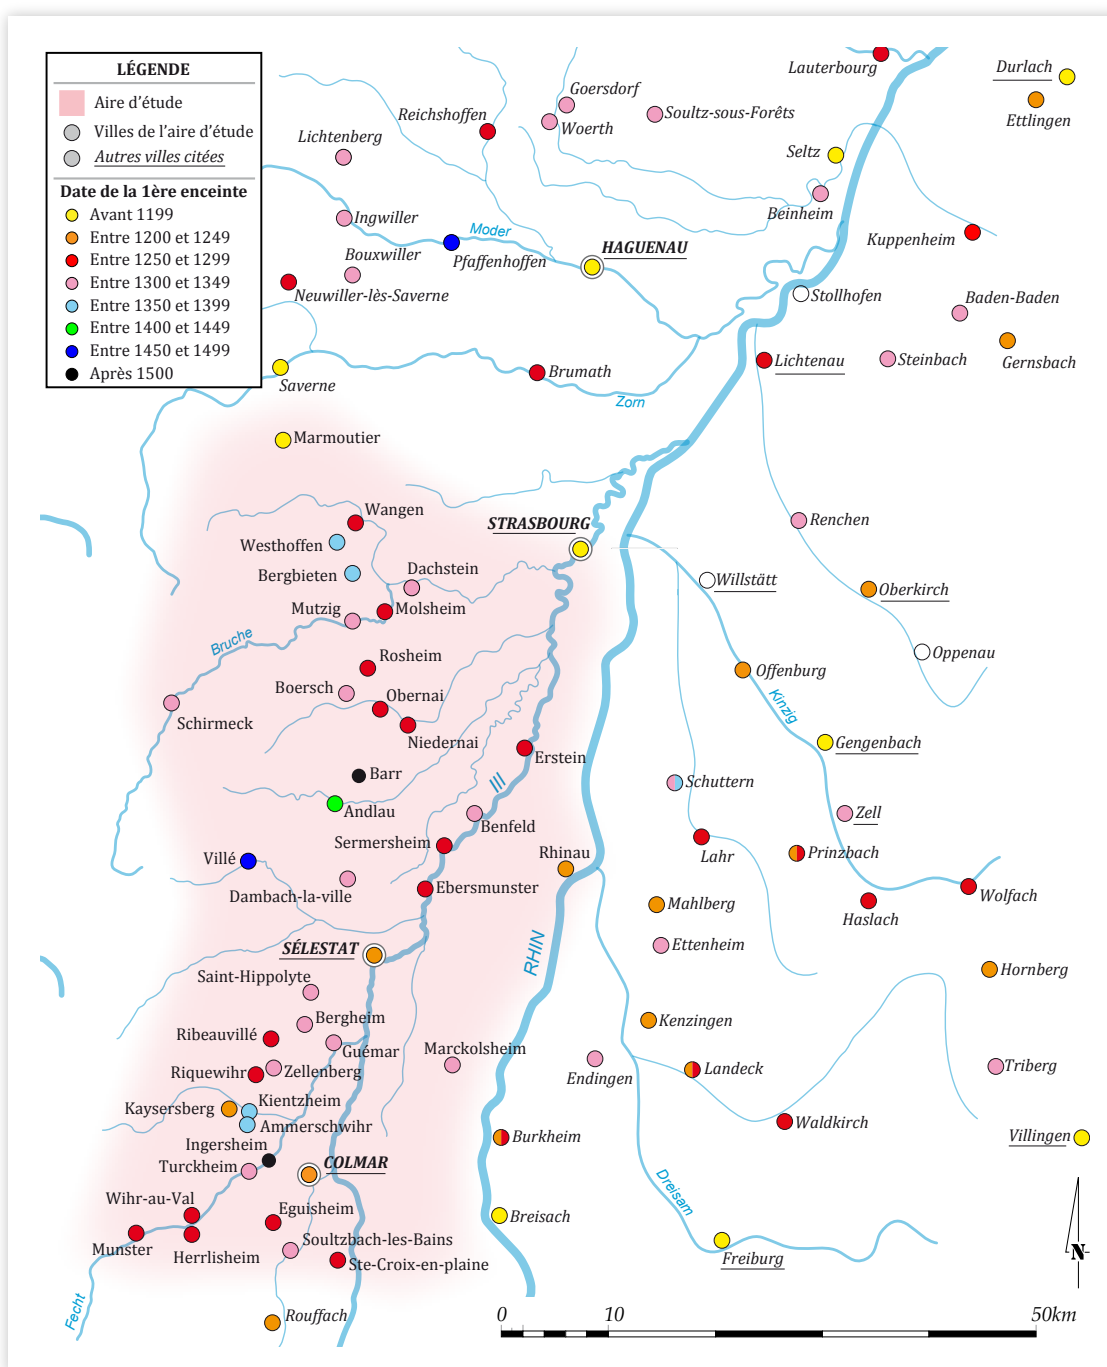 LÉGENDE
Aire d'étude
Villes de l'aire d'étude
Autres villes citées
Date de la 1ère enceinte
Avant 1199
Entre 1200 et 1249
Entre 1250 et 1299
Entre 1300 et 1349
Entre 1350 et 1399
Entre 1400 et 1449
Entre 1450 et 1499
Après 1500
Lauterbourg
Durlach
Ettlingen
Goersdorf
Reichshoffen
Woerth
Soultz-sous-Forêts
Lichtenberg
Seltz
Beinheim
Ingwiller
Moder
Kuppenheim
HAGUENAU
Bouxwiller
Pfaffenhoffen
Neuwiller-lès-Saverne
Stollhofen
Baden-Baden
Lichtenau
Steinbach
Gernsbach
Saverne
Brumath
Zorn
Marmoutier
Wangen
STRASBOURG
Renchen
Westhoffen
Bergbieten
Dachstein
Willstätt
Oberkirch
Mutzig
Molsheim
Bruche
Oppenau
Rosheim
Offenburg
Boersch
Obernai
Kinzig
Schirmeck
Niedernai
Gengenbach
Erstein
Barr
Ill
Schuttern
Andlau
Benfeld
Zell
Sermersheim
Rhinau
Lahr
Prinzbach
Villé
Dambach-la-ville
Ebersmunster
Wolfach
Mahlberg
Haslach
SÉLESTAT
RHIN
Ettenheim
Saint-Hippolyte
Hornberg
Bergheim
Kenzingen
Ribeauvillé
Guémar
Marckolsheim
Riquewihr
Zellenberg
Endingen
Landeck
Triberg
Kaysersberg
Kientzheim
Ammerschwihr
Waldkirch
Ingersheim
Burkheim
Villingen
Turckheim
COLMAR
Dreisam
Wihr-au-Val
Eguisheim
Breisach
Munster
Herrlisheim
Soultzbach-les-Bains
Ste-Croix-en-plaine
Freiburg
N
Fecht
Rouffach
0 10 50km